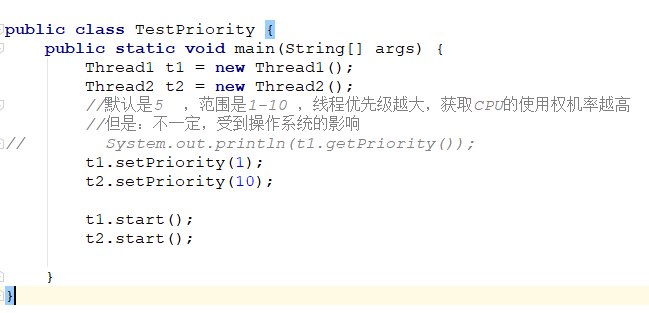 public class TestPriority {
    public static void main(String[] args) {
        Thread1 t1 = new Thread1();
        Thread2 t2 = new Thread2();
        //默认是5  ，范围是1-10 ，线程优先级越大，获取CPU的使用权机率越高
        //但是：不一定，受到操作系统的影响
//        System.out.println(t1.getPriority());
        t1.setPriority(1);
        t2.setPriority(10);

        t1.start();
        t2.start();

    }
}